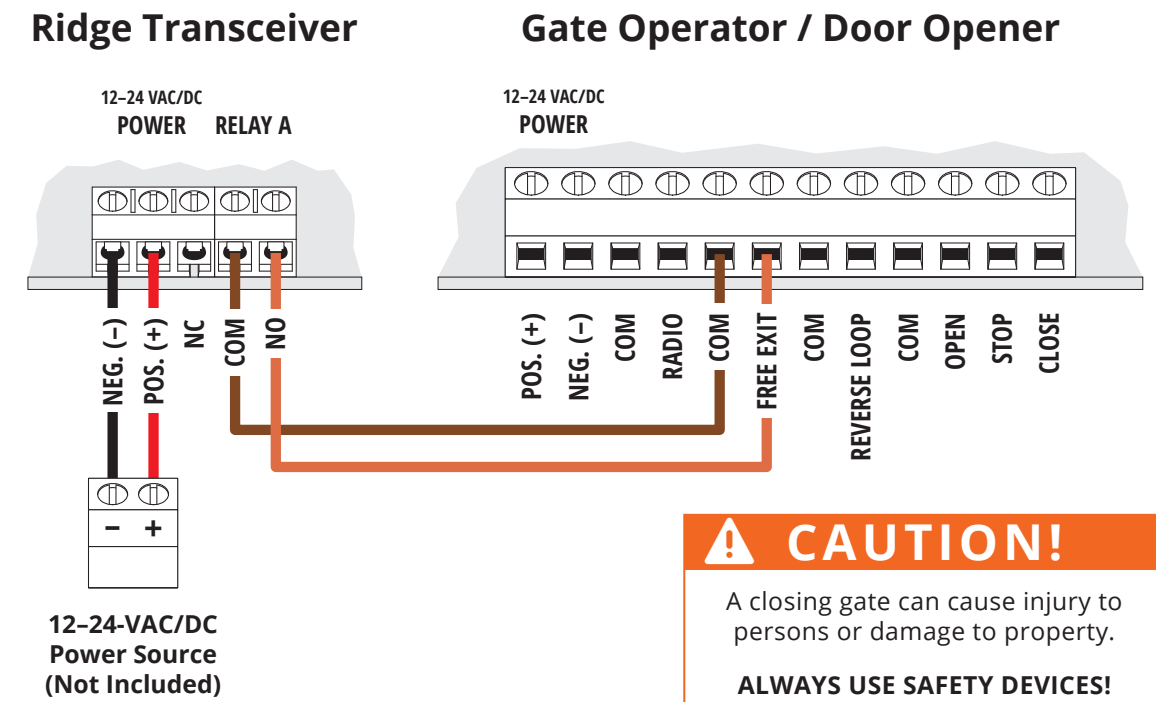 Ridge Transceiver
Gate Operator / Door Opener
12–24 VAC/DC
POWER
RELAY A
12–24 VAC/DC
POWER
NEG. (–)
POS. (+)
NC
COM
NO
POS. (+)
NEG. (–)
COM
RADIO
COM
FREE EXIT
COM
REVERSE LOOP
COM
OPEN
STOP
CLOSE
– +
12–24-VAC/DC
Power Source
(Not Included)
CAUTION!
A closing gate can cause injury to
persons or damage to property.
ALWAYS USE SAFETY DEVICES!